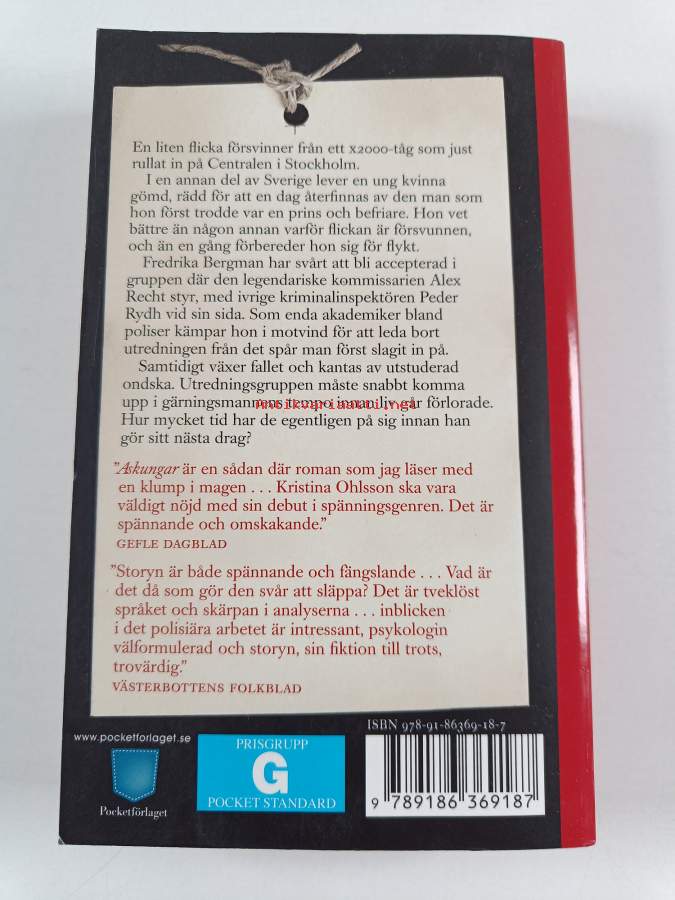 En liten flicka försvinner från ett X2000-tåg som just
rullat in på Centralen i Stockholm.
I en annan del av Sverige lever en ung kvinna
gömd, rädd för att en dag återfinnas av den man som
hon först trodde var en prins och befriare. Hon vet
bättre än någon annan varför flickan är försvunnen,
och än en gång förbereder hon sig för flykt.
Fredrika Bergman har svårt att bli accepterad i
gruppen där den legendariske kommissarien Alex
Recht styr, med ivrige kriminalinspektören Peder
Rydh vid sin sida. Som enda akademiker bland
poliser kämpar hon i motvind för att leda bort
utredningen från det spår man först slagit in på.
Samtidigt växer fallet och kantas av utstuderad
ondska. Utredningsgruppen måste snabbt komma
upp i gärningsmannens tempo innan liv går förlorade.
Antikvariaatti.net
Hur mycket tid har de egentligen på sig innan han
gör sitt nästa drag?
"Askungar är en sådan där roman som jag läser med
en klump i magen . . . Kristina Ohlsson ska vara
väldigt nöjd med sin debut i spänningsgenren. Det är
spännande och omskakande."
GEFLE DAGBLAD
"Storyn är både spännande och fängslande . . . Vad är
det då som gör den svår att släppa? Det är tveklöst
språket och skärpan i analyserna . . . inblicken
i det polisiära arbetet är intressant, psykologin
välformulerad och storyn, sin fiktion till trots,
trovärdig."
VÄSTERBOTTENS FOLKBLAD
www.pocketforlaget.se
Pocketförlaget
PRISGRUPP
G
POCKET STANDARD
ISBN 978-91-86369-18-7
9 789186 369187